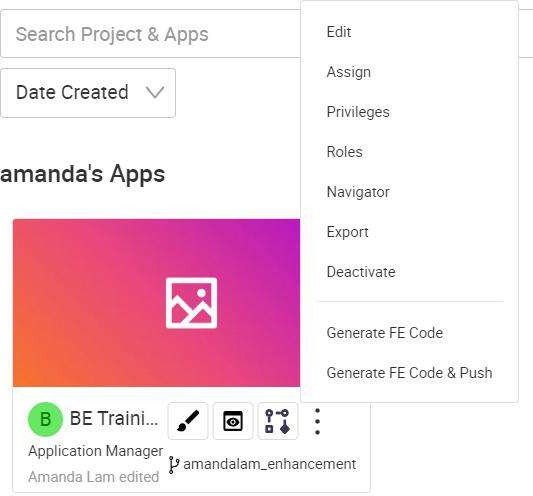 Search Project & Apps
Date Created
amanda's Apps
B
BE Traini...
Application Manager
Amanda Lam edited
amandalam_enhancement
Edit
Assign
Privileges
Roles
Navigator
Export
Deactivate
Generate FE Code
Generate FE Code & Push